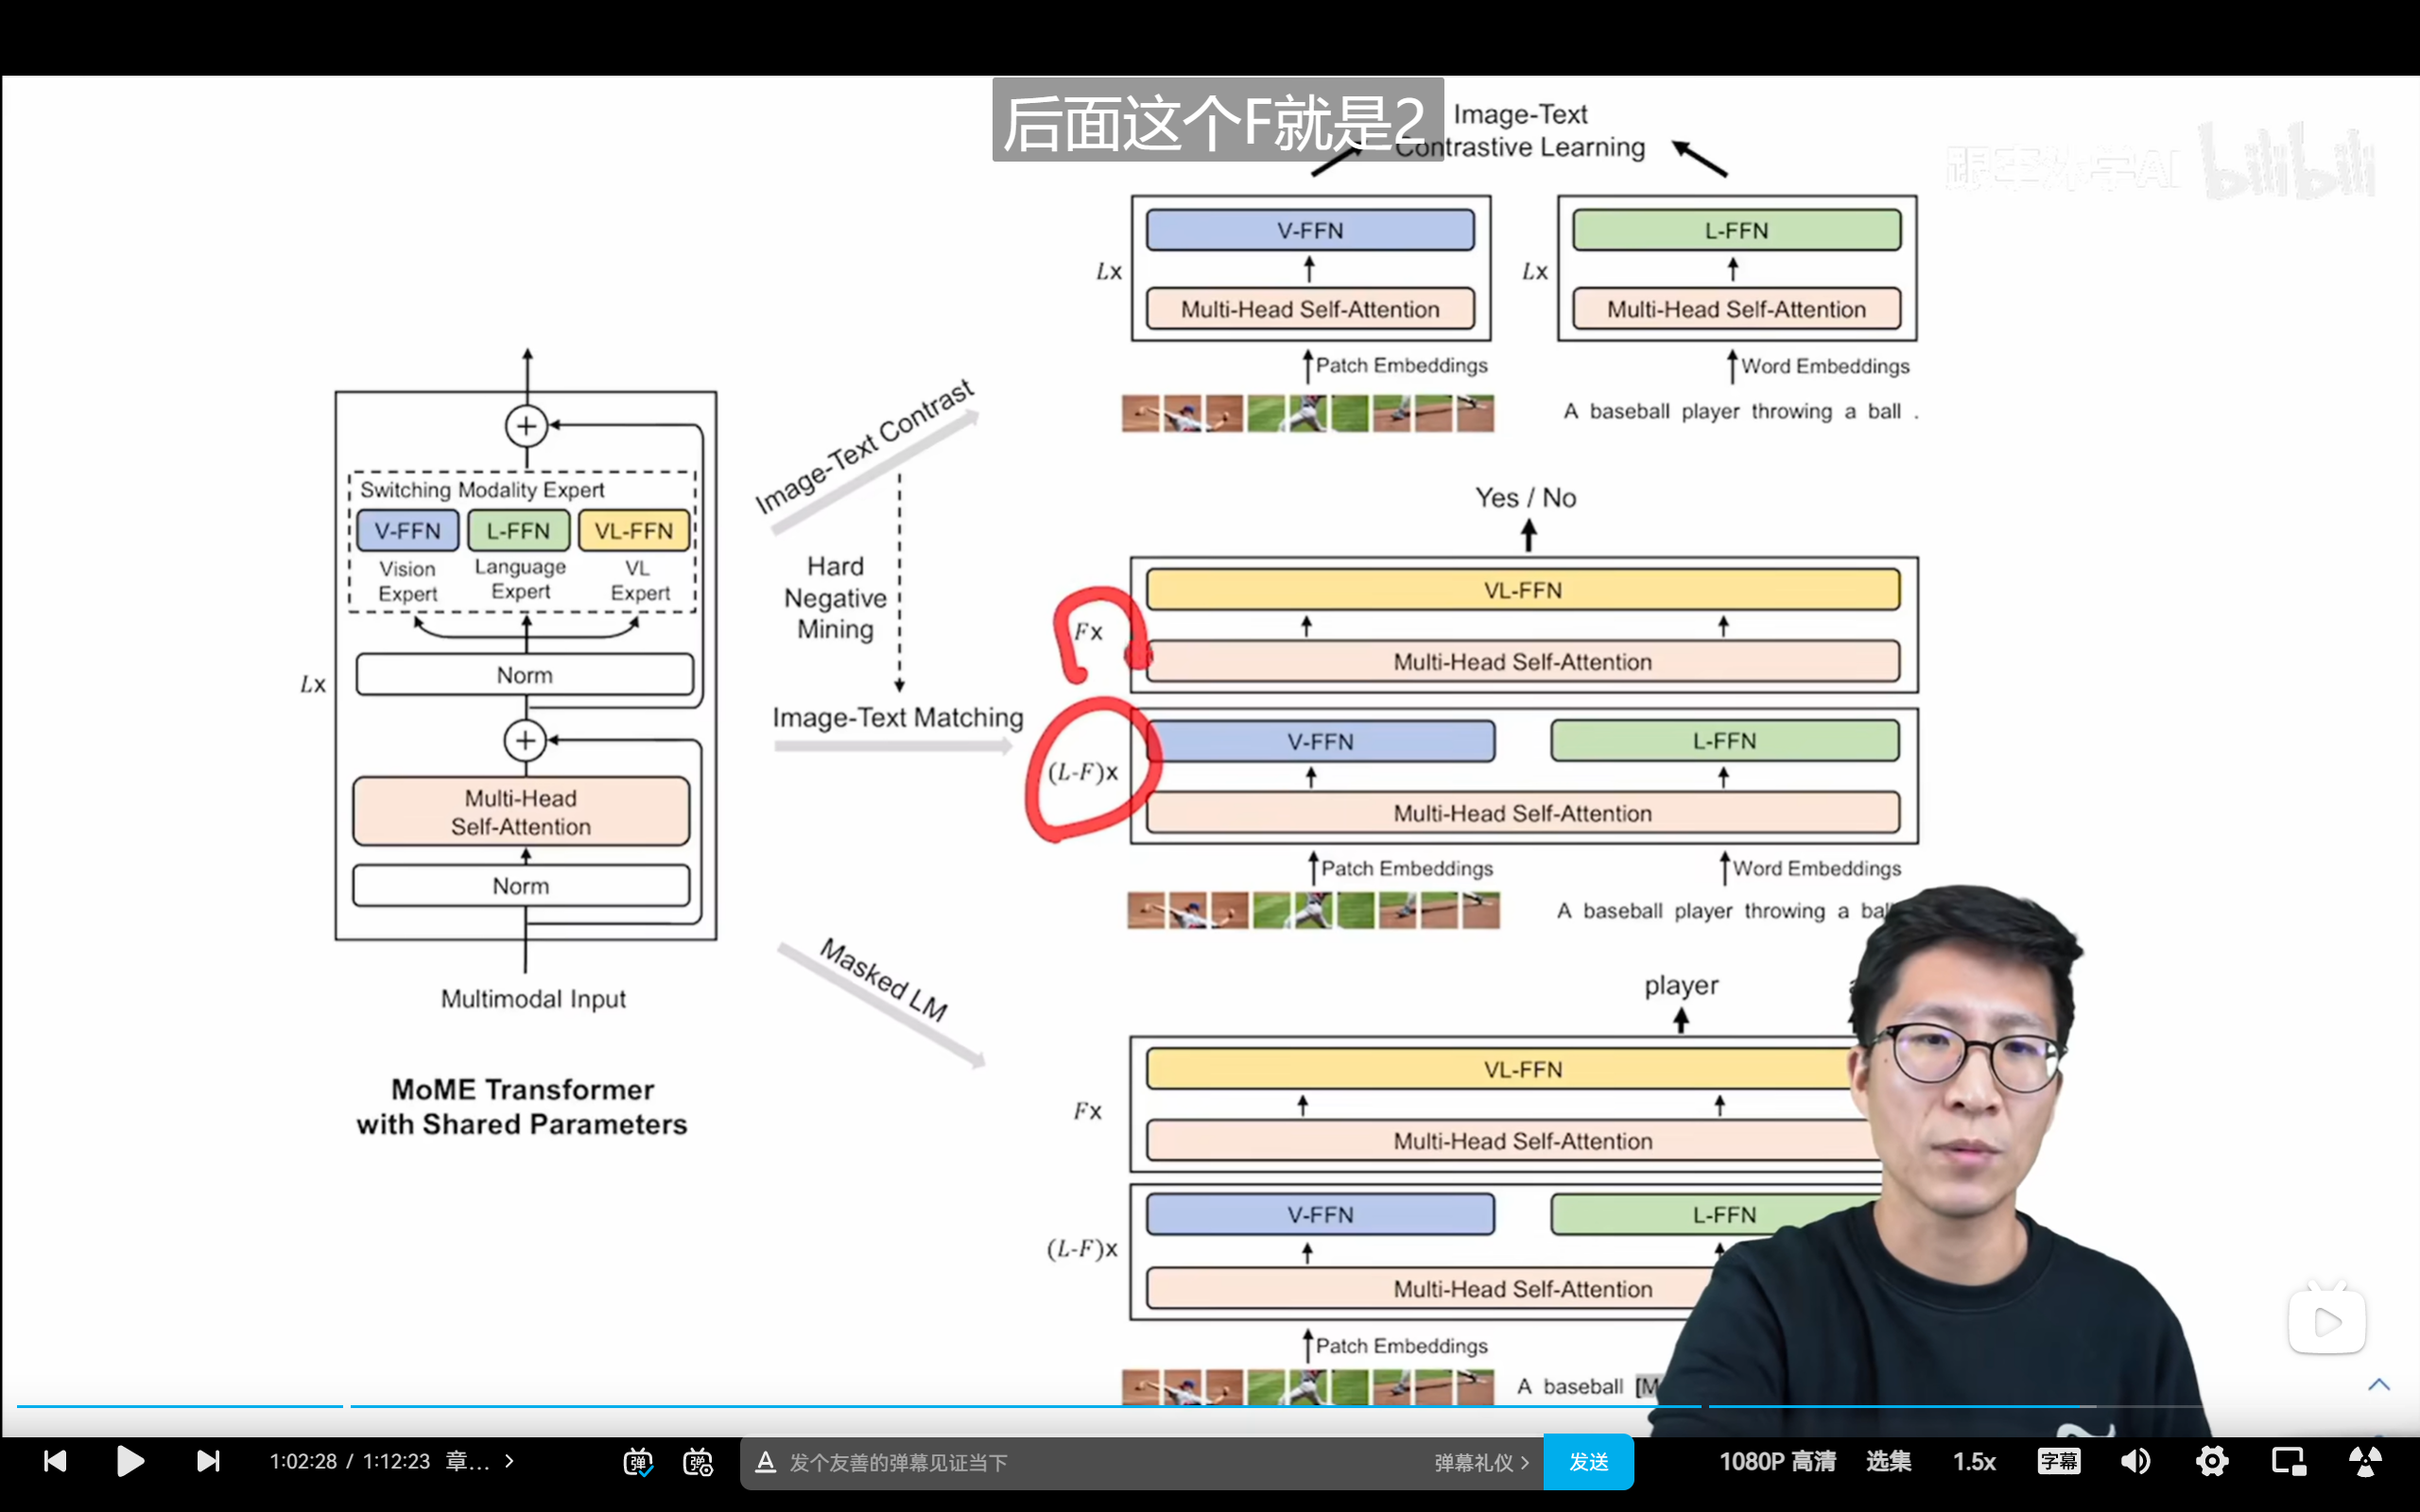 后面这个F就是2
Image-Text
Contrastive Learning
跟李沐学AI
bilibili
V-FFN
L-FFN
Lx
Lx
Multi-Head Self-Attention
Multi-Head Self-Attention
Patch Embeddings
Word Embeddings
A baseball player throwing a ball .
Switching Modality Expert
V-FFN
L-FFN
VL-FFN
Vision
Expert
Language
Expert
VL
Expert
Norm
Lx
Multi-Head
Self-Attention
Norm
Multimodal Input
MoME Transformer
with Shared Parameters
Image-Text Contrast
Hard
Negative
Mining
Image-Text Matching
Masked LM
Yes / No
VL-FFN
Fx
Multi-Head Self-Attention
V-FFN
L-FFN
(L-F)x
Multi-Head Self-Attention
Patch Embeddings
Word Embeddings
A baseball player throwing a
player
VL-FFN
Fx
Multi-Head Self-Attention
V-FFN
L-FFN
(L-F)x
Multi-Head Self-Attention
Patch Embeddings
A baseball [M
1:02:28 / 1:12:23 章...
弹
弹
发个友善的弹幕见证当下
弹幕礼仪
发送
1080P 高清
选集
1.5x
字幕